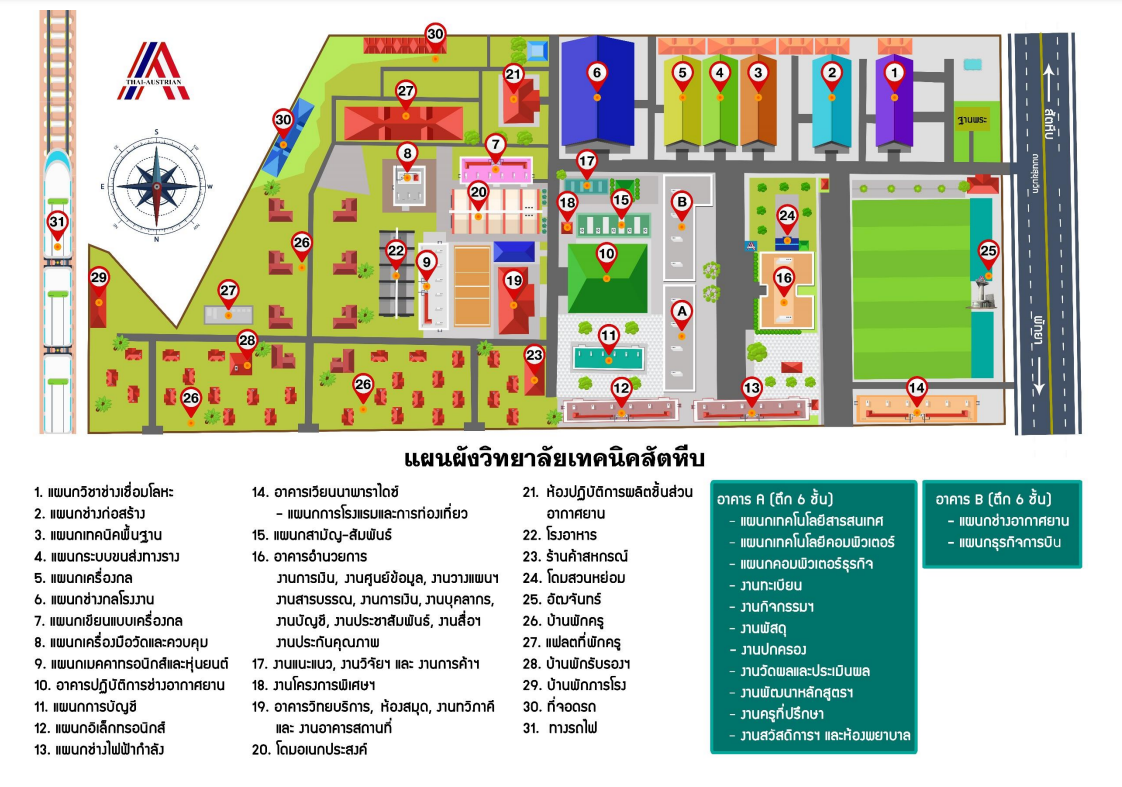 THAI-AUSTRIAN
S
E
W
N
30
21
6
5
4
3
2
1
27
30
ฐานพระ
สัตหีบ
ถนนสุขุมวิท
พัทยา
8
7
17
20
18
15
B
24
31
26
22
9
10
16
25
29
27
19
A
11
28
23
26
26
12
13
14
แผนผังวิทยาลัยเทคนิคสัตหีบ
1. แผนกวิชาช่างเชื่อมโลหะ
2. แผนกช่างก่อสร้าง
3. แผนกเทคนิคพื้นฐาน
4. แผนกระบบขนส่งทางราง
5. แผนกเครื่องกล
6. แผนกช่างกลโรงงาน
7. แผนกเขียนแบบเครื่องกล
8. แผนกเครื่องมือวัดและควบคุม
9. แผนกเมคคาทรอนิกส์และหุ่นยนต์
10. อาคารปฏิบัติการช่างอากาศยาน
11. แผนกการบัญชี
12. แผนกอิเล็กทรอนิกส์
13. แผนกช่างไฟฟ้ากำลัง
14. อาคารเวียนนาพาราไดซ์
- แผนกการโรงแรมและการท่องเที่ยว
15. แผนกสามัญ-สัมพันธ์
16. อาคารอำนวยการ
งานการเงิน, งานศูนย์ข้อมูล, งานวางแผนฯ
งานสารบรรณ, งานการเงิน, งานบุคลากร,
งานบัญชี, งานประชาสัมพันธ์, งานสื่อฯ
งานประกันคุณภาพ
17. งานแนะแนว, งานวิจัยฯ และ งานการค้าฯ
18. งานโครงการพิเศษฯ
19. อาคารวิทยบริการ, ห้องสมุด, งานทวิภาคี
และ งานอาคารสถานที่
20. โดมอเนกประสงค์
21. ห้องปฏิบัติการผลิตชิ้นส่วน
อากาศยาน
22. โรงอาหาร
23. ร้านค้าสหกรณ์
24. โดมสวนหย่อม
25. อัฒจันทร์
26. บ้านพักครู
27. แฟลตที่พักครู
28. บ้านพักรับรองฯ
29. บ้านพักการโรง
30. ที่จอดรถ
31. ทางรถไฟ
อาคาร A (ตึก 6 ชั้น)
- แผนกเทคโนโลยีสารสนเทศ
- แผนกเทคโนโลยีคอมพิวเตอร์
- แผนกคอมพิวเตอร์ธุรกิจ
- งานทะเบียน
- งานกิจกรรมฯ
- งานพัสดุ
- งานปกครอง
- งานวัดผลและประเมินผล
- งานพัฒนาหลักสูตรฯ
- งานครูที่ปรึกษา
- งานสวัสดิการฯ และห้องพยาบาล
อาคาร B (ตึก 6 ชั้น)
- แผนกช่างอากาศยาน
- แผนกธุรกิจการบิน